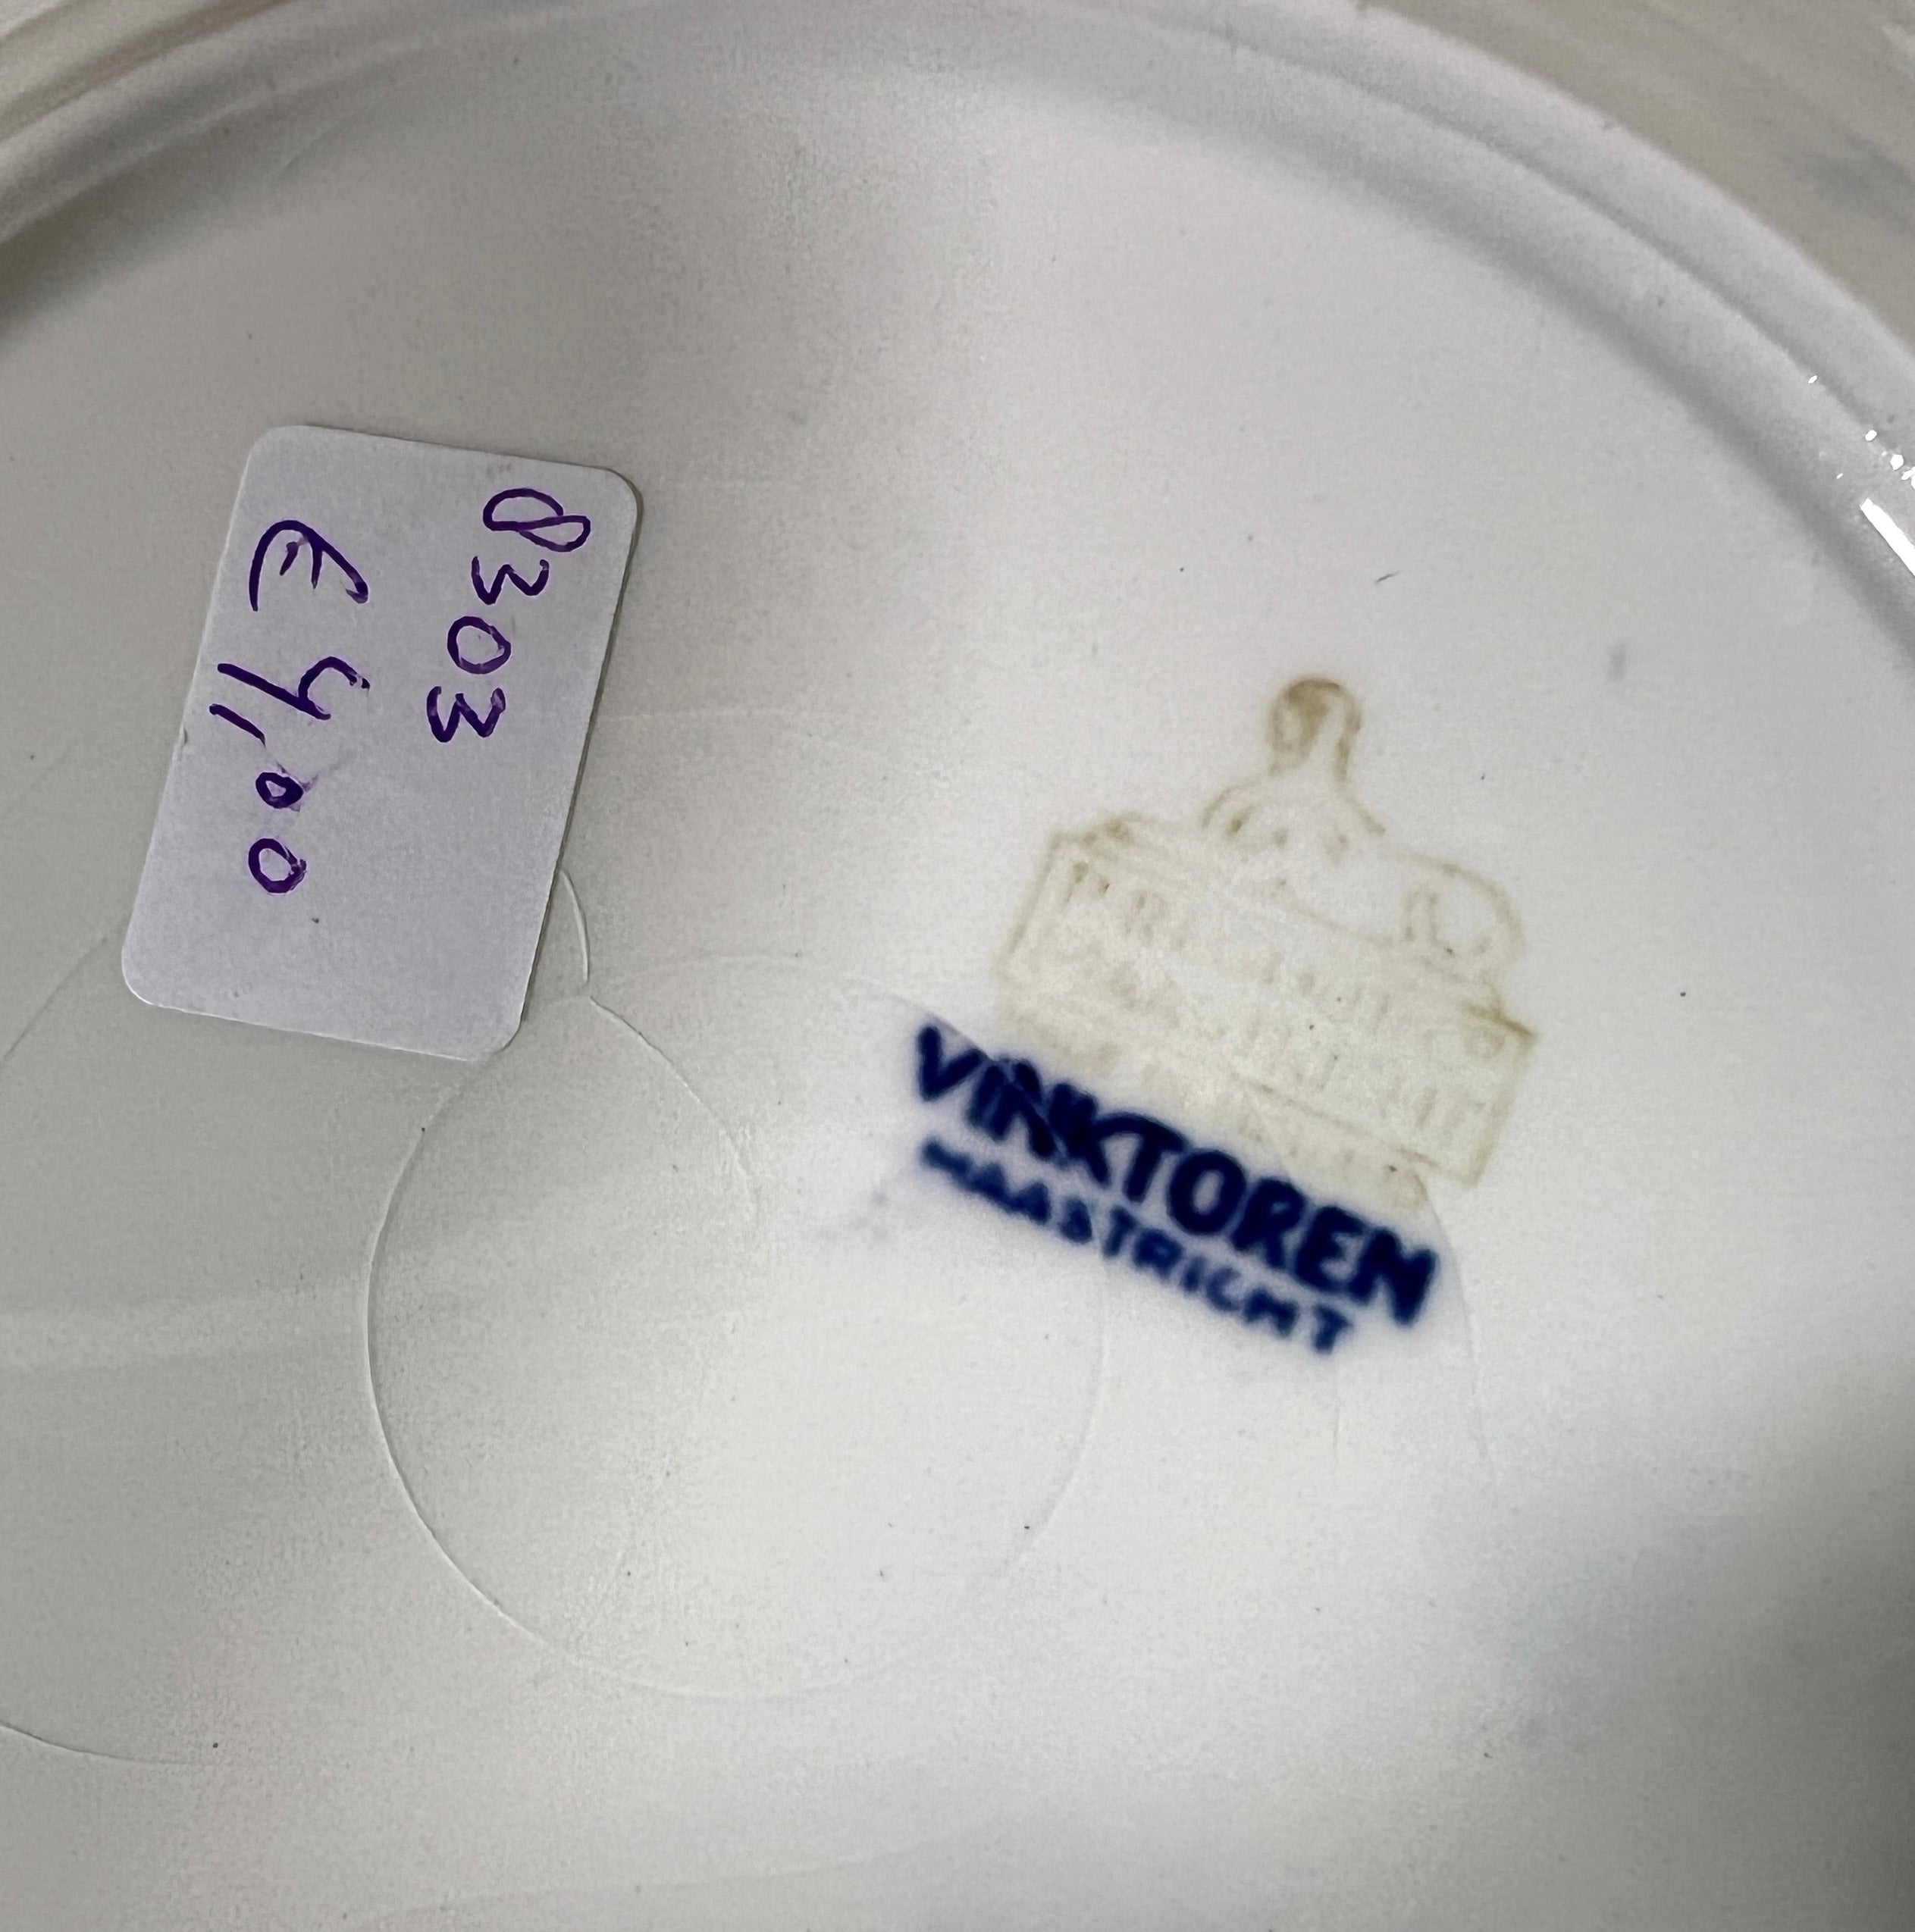 8303
€ 4,00
VINKTOREN
MAASTRICHT